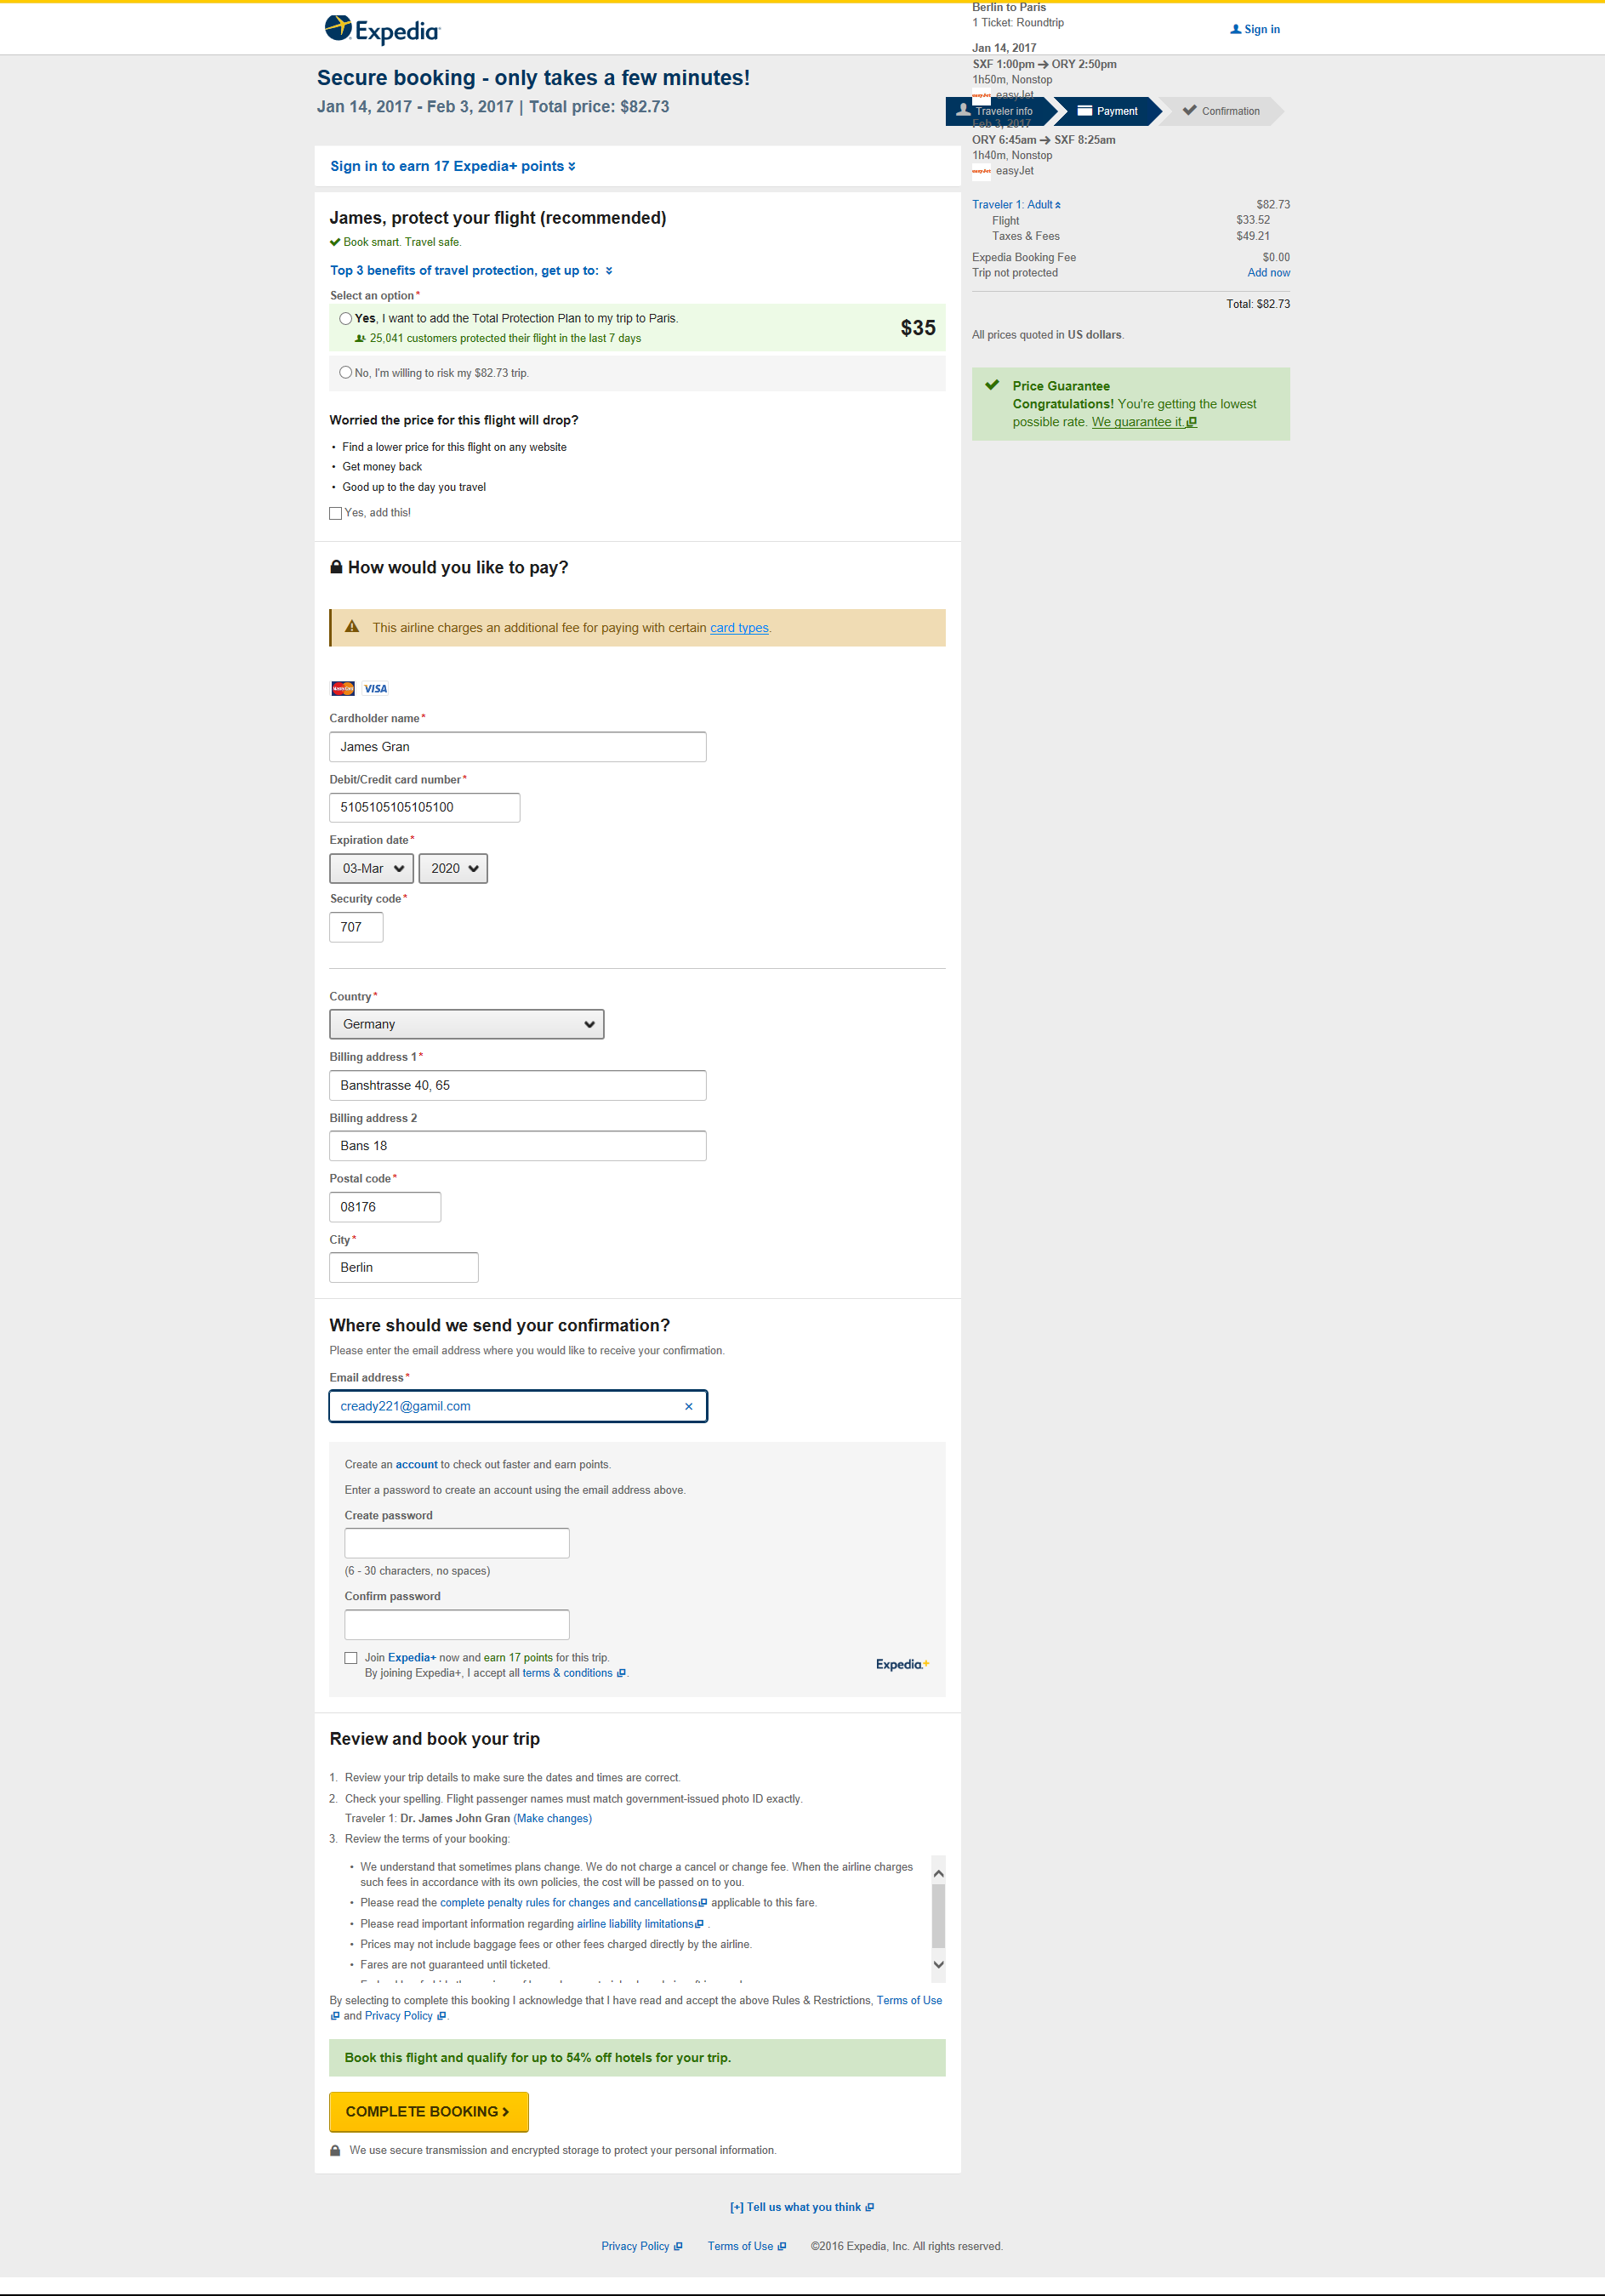 Expedia
Sign in
Secure booking - only takes a few minutes!
Jan 14, 2017 - Feb 3, 2017 | Total price: $82.73
Berlin to Paris
1 Ticket: Roundtrip
Jan 14, 2017
SXF 1:00pm → ORY 2:50pm
1h50m, Nonstop
easyJet easyJet
Traveler info
Payment
Confirmation
Feb 3, 2017
ORY 6:45am → SXF 8:25am
1h40m, Nonstop
easyJet easyJet
Traveler 1: Adult $82.73
Flight $33.52
Taxes & Fees $49.21
Expedia Booking Fee $0.00
Trip not protected Add now
Total: $82.73
All prices quoted in US dollars.
Price Guarantee
Congratulations! You're getting the lowest
possible rate. We guarantee it.
Sign in to earn 17 Expedia+ points
James, protect your flight (recommended)
Book smart. Travel safe.
Top 3 benefits of travel protection, get up to:
Select an option*
Yes, I want to add the Total Protection Plan to my trip to Paris.
25,041 customers protected their flight in the last 7 days
$35
No, I'm willing to risk my $82.73 trip.
Worried the price for this flight will drop?
• Find a lower price for this flight on any website
• Get money back
• Good up to the day you travel
Yes, add this!
How would you like to pay?
This airline charges an additional fee for paying with certain card types.
MasterCard VISA
Cardholder name*
James Gran
Debit/Credit card number*
5105105105105100
Expiration date*
03-Mar 2020
Security code*
707
Country*
Germany
Billing address 1*
Banshtrasse 40, 65
Billing address 2
Bans 18
Postal code*
08176
City*
Berlin
Where should we send your confirmation?
Please enter the email address where you would like to receive your confirmation.
Email address*
cready221@gamil.com ×
Create an account to check out faster and earn points.
Enter a password to create an account using the email address above.
Create password
(6 - 30 characters, no spaces)
Confirm password
Join Expedia+ now and earn 17 points for this trip.
By joining Expedia+, I accept all terms & conditions .
Expedia+
Review and book your trip
1. Review your trip details to make sure the dates and times are correct.
2. Check your spelling. Flight passenger names must match government-issued photo ID exactly.
Traveler 1: Dr. James John Gran (Make changes)
3. Review the terms of your booking:
• We understand that sometimes plans change. We do not charge a cancel or change fee. When the airline charges
such fees in accordance with its own policies, the cost will be passed on to you.
• Please read the complete penalty rules for changes and cancellations applicable to this fare.
• Please read important information regarding airline liability limitations .
• Prices may not include baggage fees or other fees charged directly by the airline.
• Fares are not guaranteed until ticketed.
By selecting to complete this booking I acknowledge that I have read and accept the above Rules & Restrictions, Terms of Use
and Privacy Policy .
Book this flight and qualify for up to 54% off hotels for your trip.
COMPLETE BOOKING
We use secure transmission and encrypted storage to protect your personal information.
[+] Tell us what you think
Privacy Policy Terms of Use ©2016 Expedia, Inc. All rights reserved.